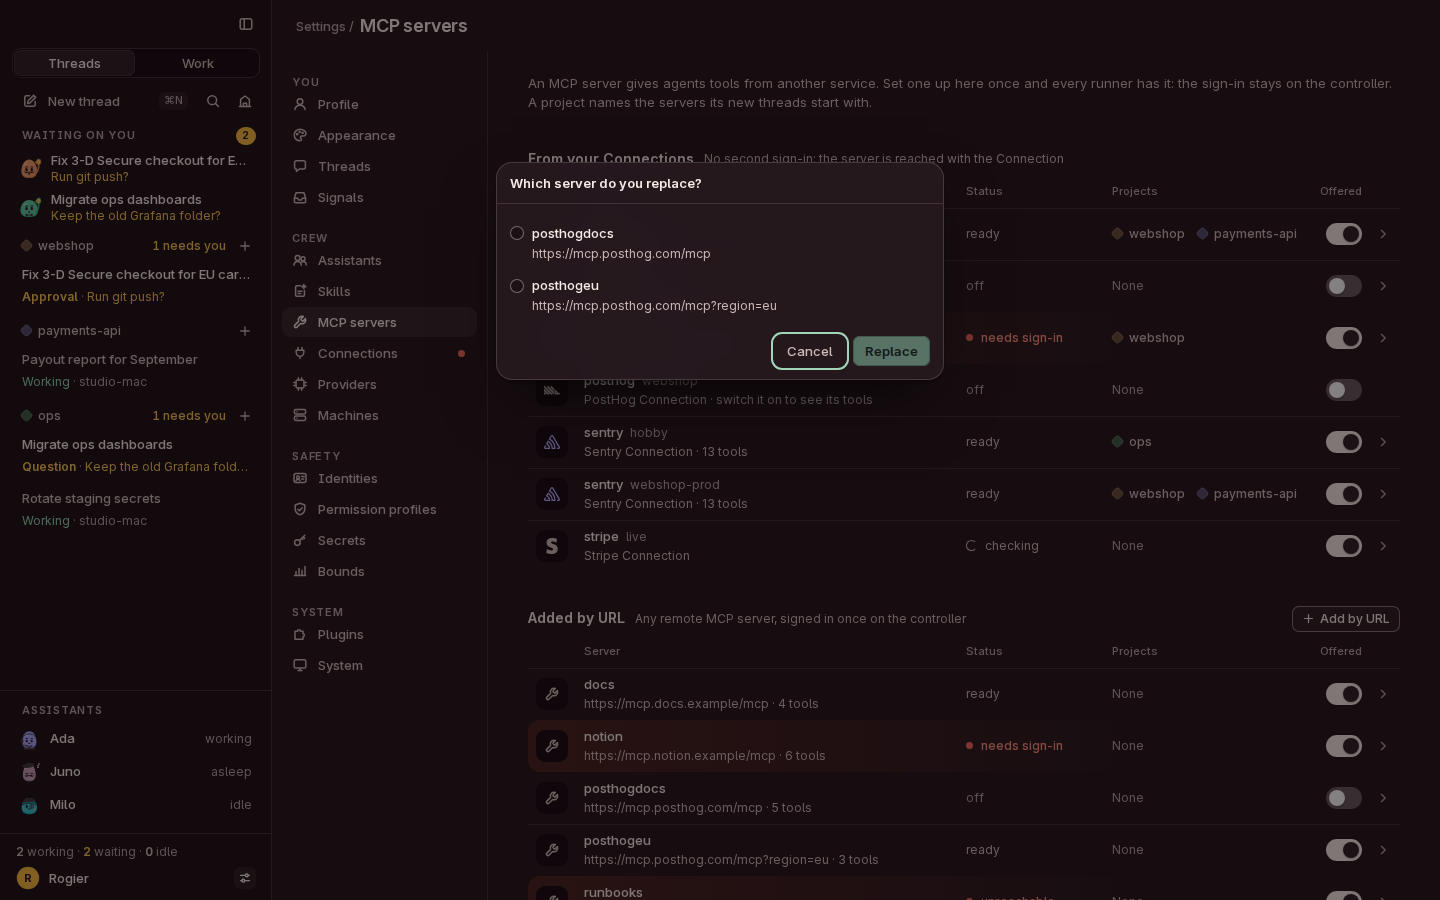 Threads
Work
New thread
⌘N
WAITING ON YOU
2
Fix 3-D Secure checkout for E…
Run git push?
Migrate ops dashboards
Keep the old Grafana folder?
webshop
1 needs you
Fix 3-D Secure checkout for EU car…
Approval · Run git push?
payments-api
Payout report for September
Working · studio-mac
ops
1 needs you
Migrate ops dashboards
Question · Keep the old Grafana fold…
Rotate staging secrets
Working · studio-mac
ASSISTANTS
Ada
working
Juno
asleep
Milo
idle
2 working · 2 waiting · 0 idle
R
Rogier
Settings / MCP servers
YOU
Profile
Appearance
Threads
Signals
CREW
Assistants
Skills
MCP servers
Connections
Providers
Machines
SAFETY
Identities
Permission profiles
Secrets
Bounds
SYSTEM
Plugins
System
An MCP server gives agents tools from another service. Set one up here once and every runner has it: the sign-in stays on the controller.
A project names the servers its new threads start with.
From your Connections No second sign-in: the server is reached with the Connection
Status
Projects
Offered
ready
webshop
payments-api
off
None
needs sign-in
webshop
posthog webshop
PostHog Connection · switch it on to see its tools
off
None
sentry hobby
Sentry Connection · 13 tools
ready
ops
sentry webshop-prod
Sentry Connection · 13 tools
ready
webshop
payments-api
stripe live
Stripe Connection
checking
None
Which server do you replace?
posthogdocs
https://mcp.posthog.com/mcp
posthogeu
https://mcp.posthog.com/mcp?region=eu
Cancel
Replace
Added by URL Any remote MCP server, signed in once on the controller
Add by URL
Server
Status
Projects
Offered
docs
https://mcp.docs.example/mcp · 4 tools
ready
None
notion
https://mcp.notion.example/mcp · 6 tools
needs sign-in
None
posthogdocs
https://mcp.posthog.com/mcp · 5 tools
off
None
posthogeu
https://mcp.posthog.com/mcp?region=eu · 3 tools
ready
None
runbooks